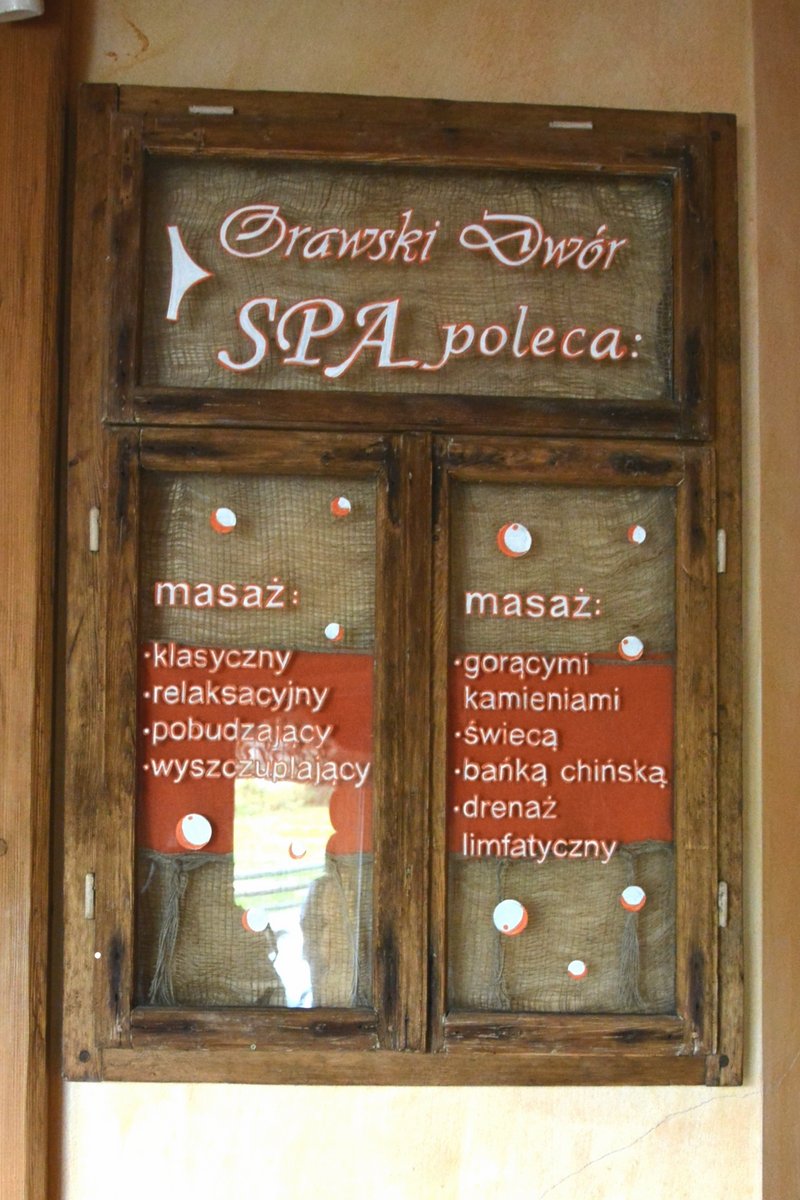 Orawski Dwór
SPA poleca:
masaż:
•klasyczny
•relaksacyjny
•pobudzający
•wyszczuplający
masaż:
•gorącymi
kamieniami
•świecą
•bańką chińską
•drenaż
limfatyczny